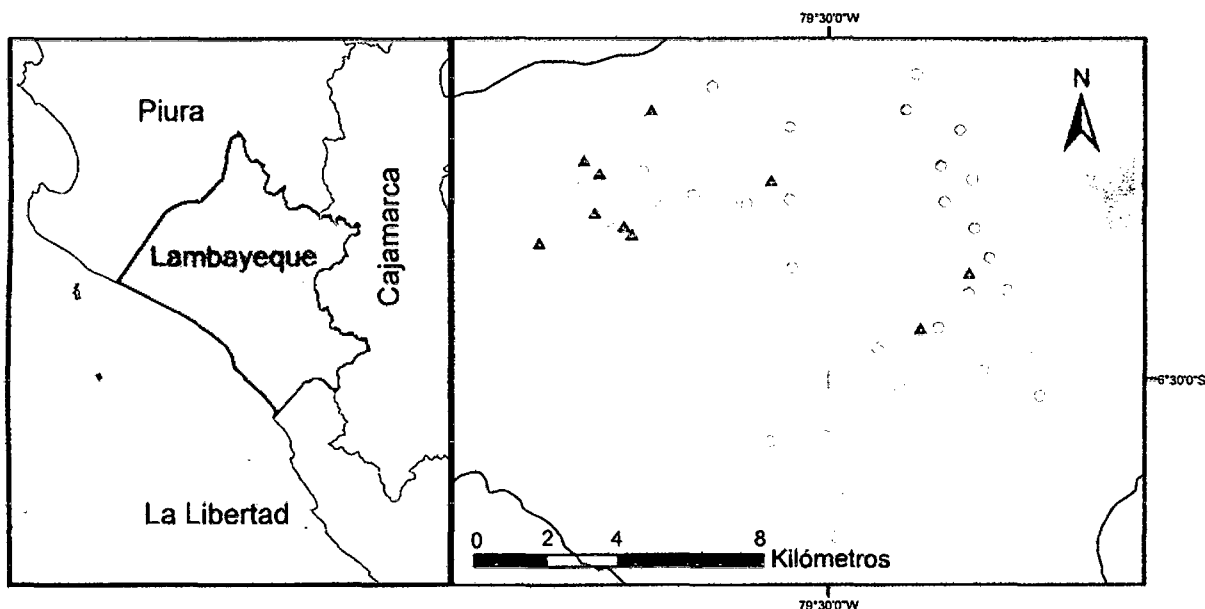 79°30'0"W
N
Piura
Cajamarca
Lambayeque
6°30'0"S
La Libertad
0 2 4 8
Kilómetros
79°30'0"W